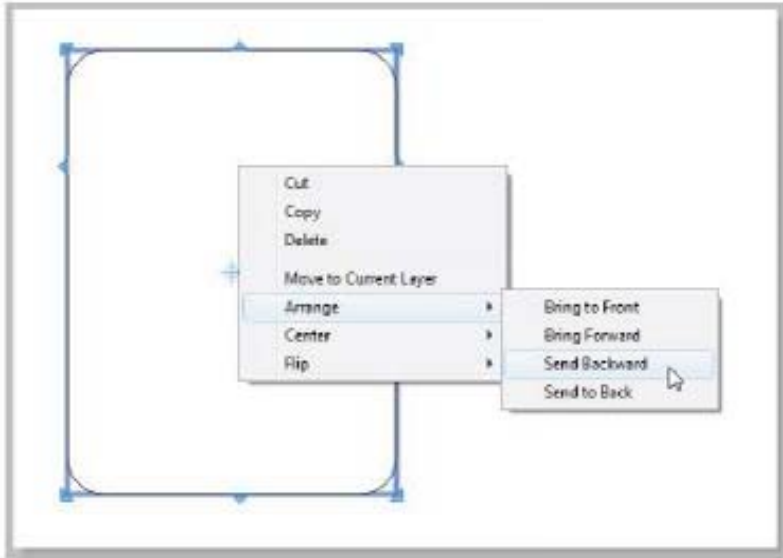 Cut
Copy
Delete
Move to Current Layer
Arrange
Center
Flip
Bring to Front
Bring Forward
Send Backward
Send to Back